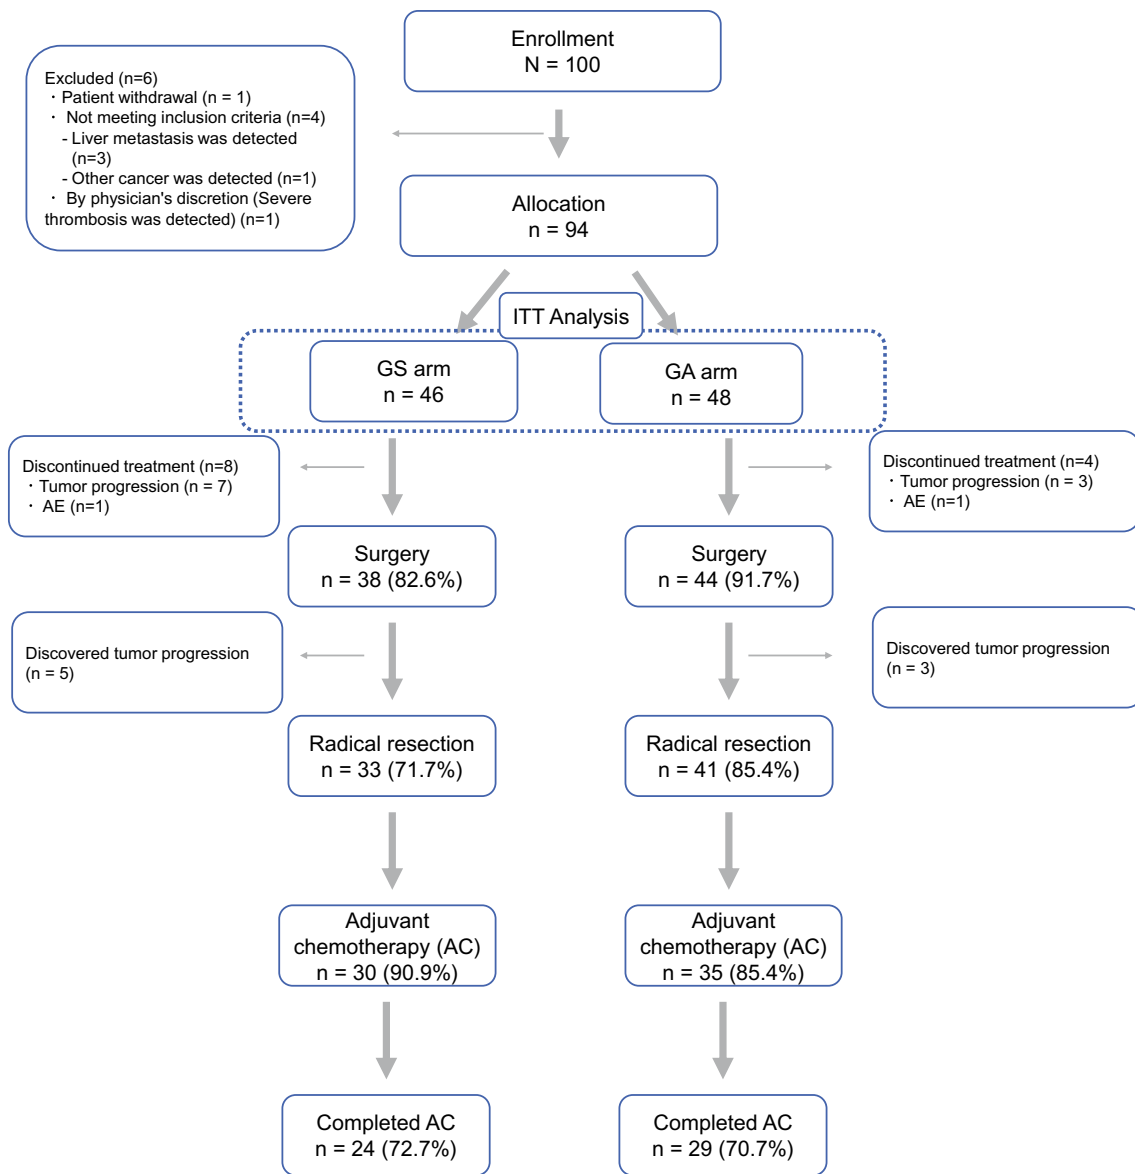 Enrollment
N = 100
Excluded (n=6)
・Patient withdrawal (n = 1)
・ Not meeting inclusion criteria (n=4)
- Liver metastasis was detected
(n=3)
- Other cancer was detected (n=1)
・ By physician's discretion (Severe
thrombosis was detected) (n=1)
Allocation
n = 94
ITT Analysis
GS arm
n = 46
GA arm
n = 48
Discontinued treatment (n=8)
・Tumor progression (n = 7)
・ AE (n=1)
Discontinued treatment (n=4)
・Tumor progression (n = 3)
・ AE (n=1)
Surgery
n = 38 (82.6%)
Surgery
n = 44 (91.7%)
Discovered tumor progression
(n = 5)
Discovered tumor progression
(n = 3)
Radical resection
n = 33 (71.7%)
Radical resection
n = 41 (85.4%)
Adjuvant
chemotherapy (AC)
n = 30 (90.9%)
Adjuvant
chemotherapy (AC)
n = 35 (85.4%)
Completed AC
n = 24 (72.7%)
Completed AC
n = 29 (70.7%)